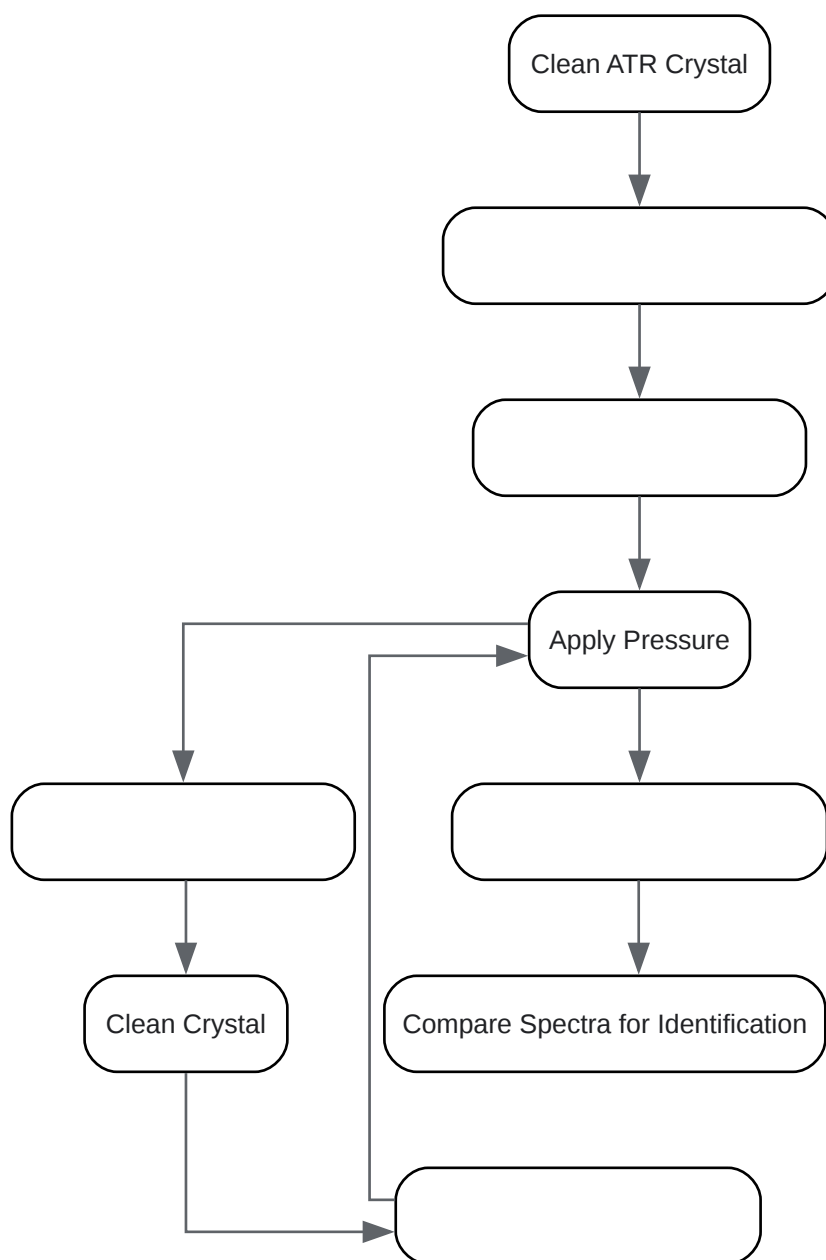 Clean ATR Crystal
Apply Pressure
Clean Crystal
Compare Spectra for Identification